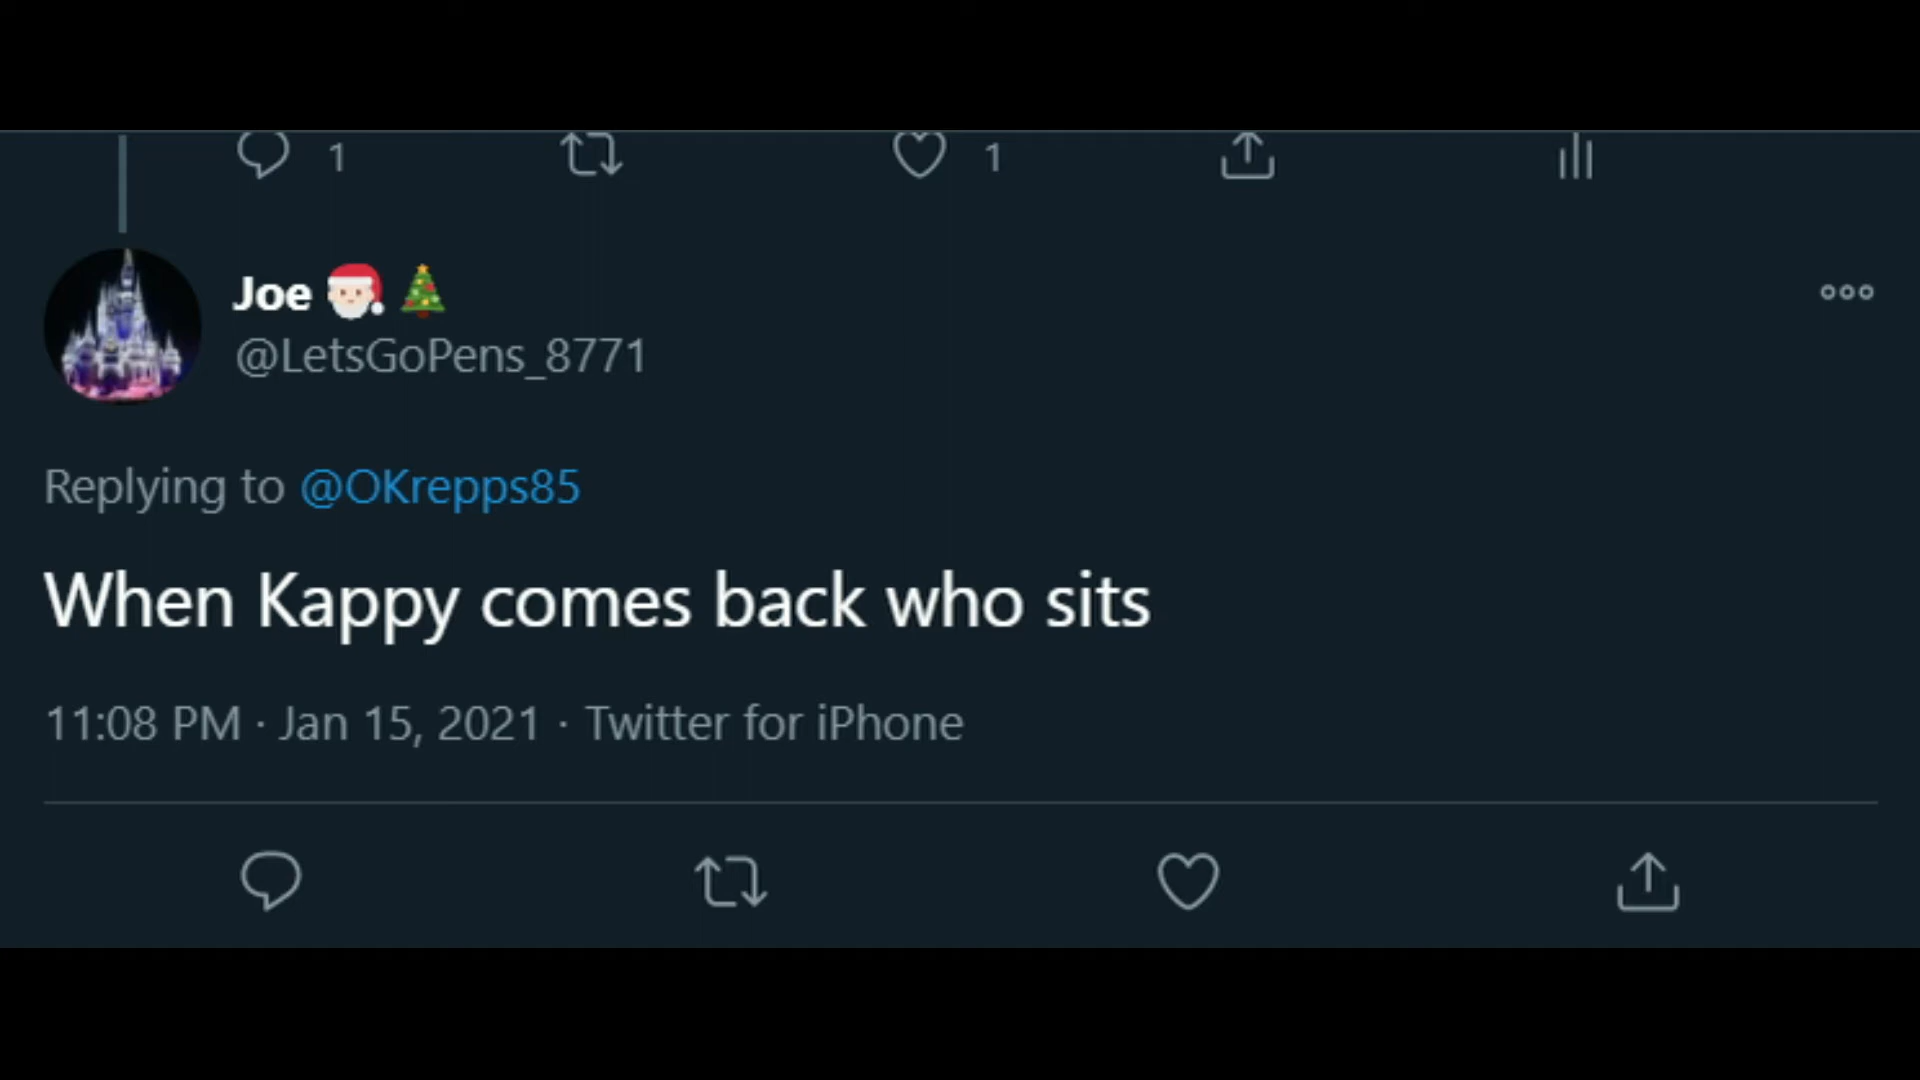 1 1
Joe 🎅🏻🎄
@LetsGoPens_8771
Replying to @OKrepps85
When Kappy comes back who sits
11:08 PM · Jan 15, 2021 · Twitter for iPhone